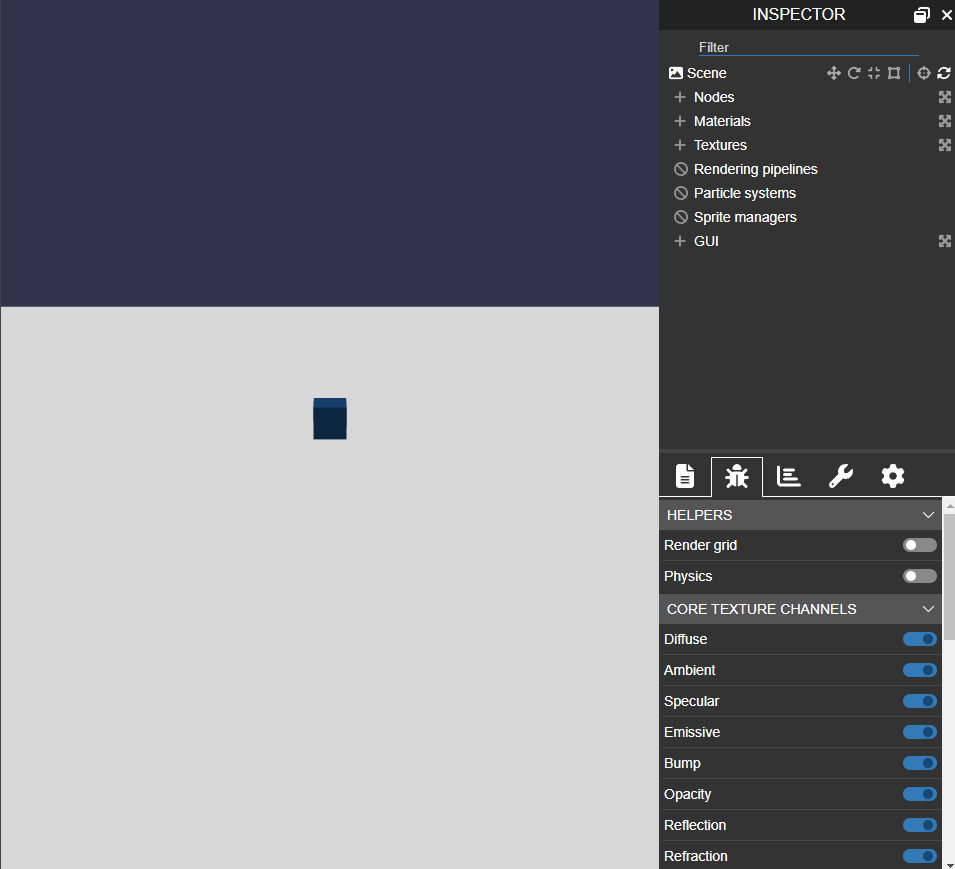 INSPECTOR
Filter
Scene
Nodes
Materials
Textures
Rendering pipelines
Particle systems
Sprite managers
GUI
HELPERS
Render grid
Physics
CORE TEXTURE CHANNELS
Diffuse
Ambient
Specular
Emissive
Bump
Opacity
Reflection
Refraction